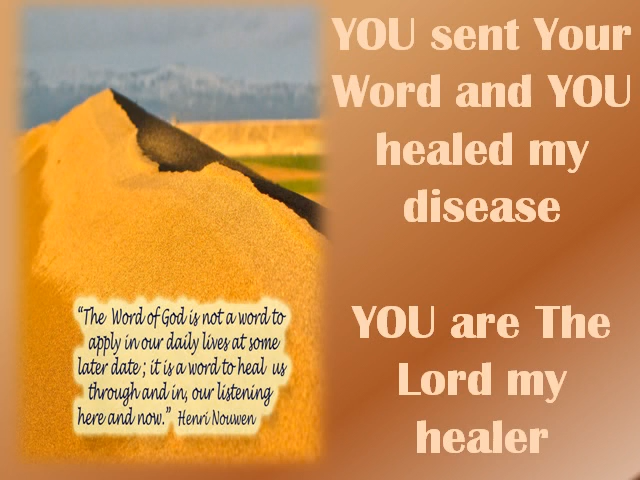 YOU sent Your
Word and YOU
healed my
disease
YOU are The
Lord my
healer
“The Word of God is not a word to
apply in our daily lives at some
later date; it is a word to heal us
through and in, our listening
here and now.” Henri Nouwen